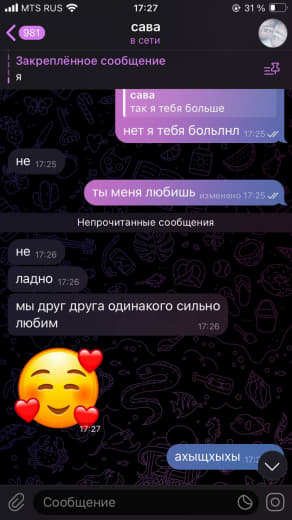 MTS RUS
17:27
31 %
981
сава
в сети
Закреплённое сообщение
я
сава
так я тебя больше
нет я тебя больлнл 17:25
не 17:25
ты меня любишь изменено 17:25
Непрочитанные сообщения
не 17:26
ладно 17:26
мы друг друга одинакого сильно
любим 17:26
17:27
ахыщхыхы
Сообщение